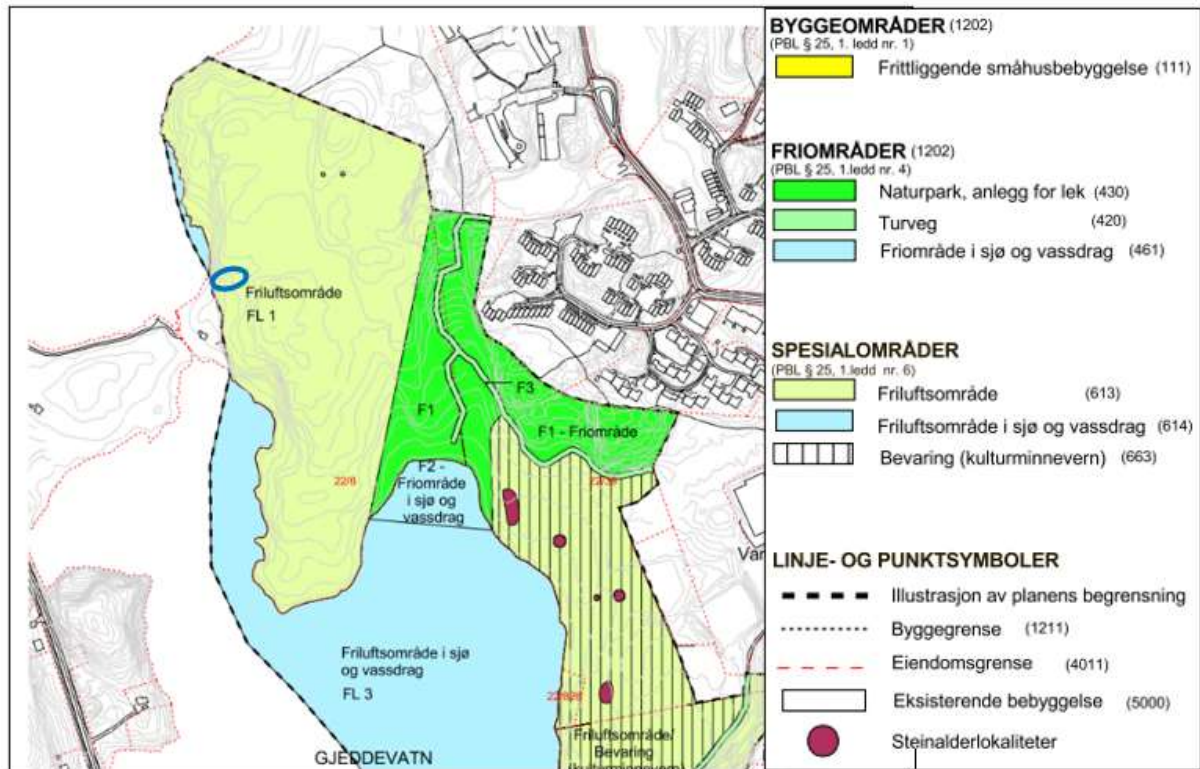 Friluftsområde
FL 1
F3
F1
F1 - Friområde
22/8
F2 -
Friområde
i sjø og
vassdrag
Friluftsområde i sjø
og vassdrag
FL 3
Friluftsområde/
Bevaring
(kulturminnevern)
GJEDDEVATN
BYGGEOMRÅDER (1202)
(PBL § 25, 1. ledd nr. 1)
Frittliggende småhusbebyggelse (111)
FRIOMRÅDER (1202)
(PBL § 25, 1.ledd nr. 4)
Naturpark, anlegg for lek (430)
Turveg (420)
Friområde i sjø og vassdrag (461)
SPESIALOMRÅDER
(PBL § 25, 1.ledd nr. 6)
Friluftsområde (613)
Friluftsområde i sjø og vassdrag (614)
Bevaring (kulturminnevern) (663)
LINJE- OG PUNKTSYMBOLER
Illustrasjon av planens begrensning
Byggegrense (1211)
Eiendomsgrense (4011)
Eksisterende bebyggelse (5000)
Steinalderlokaliteter